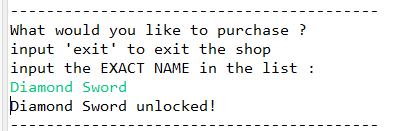 -----------------------------------------
What would you like to purchase ?
input 'exit' to exit the shop
input the EXACT NAME in the list :
Diamond Sword
Diamond Sword unlocked!
-----------------------------------------